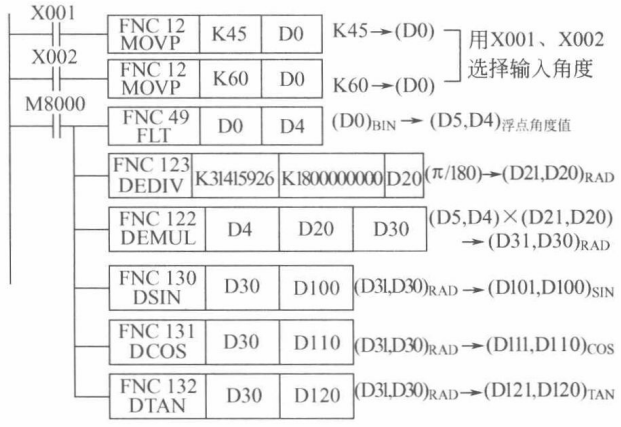 X001
FNC 12 MOVP K45 D0 K45→(D0)
X002
FNC 12 MOVP K60 D0 K60→(D0)
用X001、X002
选择输入角度
M8000
FNC 49 FLT D0 D4 (D0)BIN→(D5,D4)浮点角度值
FNC 123 DEDIV K31415926 K1800000000 D20 (π/180)→(D21,D20)RAD
FNC 122 DEMUL D4 D20 D30 (D5,D4)×(D21,D20)
→(D31,D30)RAD
FNC 130 DSIN D30 D100 (D31,D30)RAD→(D101,D100)SIN
FNC 131 DCOS D30 D110 (D31,D30)RAD→(D111,D110)COS
FNC 132 DTAN D30 D120 (D31,D30)RAD→(D121,D120)TAN